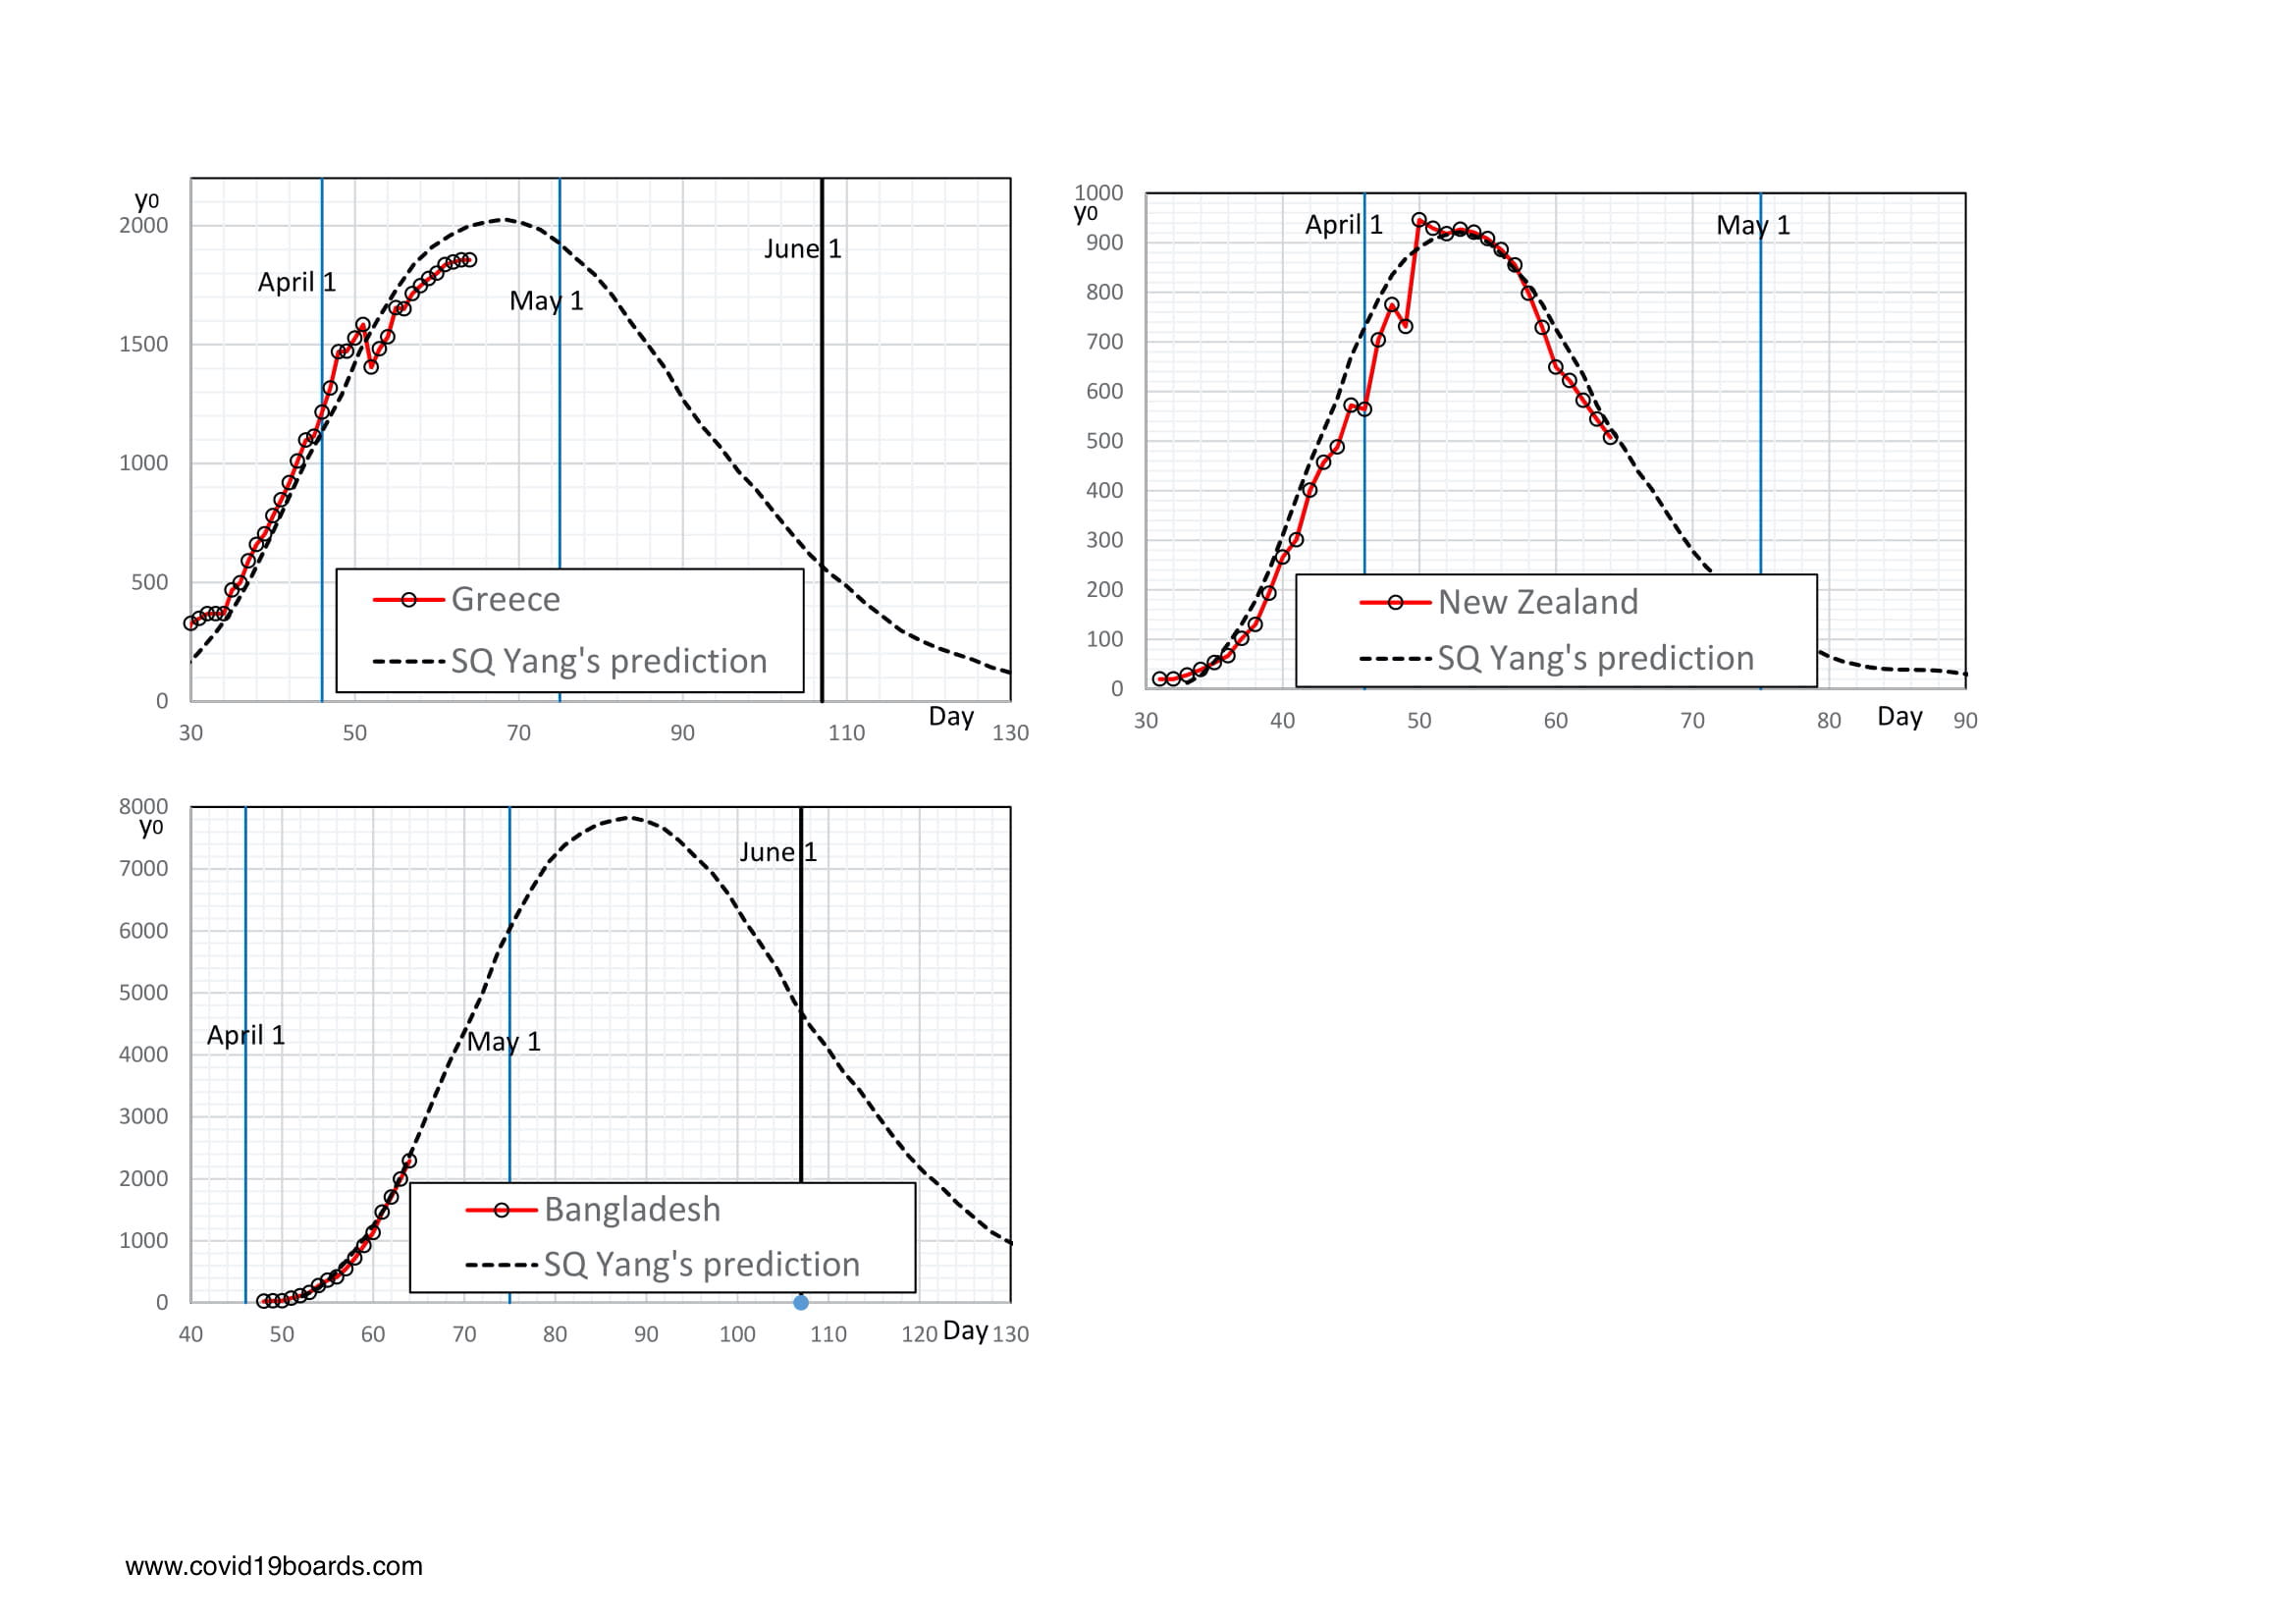 y0
2000
1500
1000
500
0
April 1
May 1
June 1
Greece
SQ Yang's prediction
30 50 70 90 110 130
Day
1000
y0
900
800
700
600
500
400
300
200
100
0
April 1
May 1
New Zealand
SQ Yang's prediction
30 40 50 60 70 80 90
Day
8000
y0
7000
6000
5000
4000
3000
2000
1000
0
June 1
April 1
May 1
Bangladesh
SQ Yang's prediction
40 50 60 70 80 90 100 110 120 130
Day
www.covid19boards.com